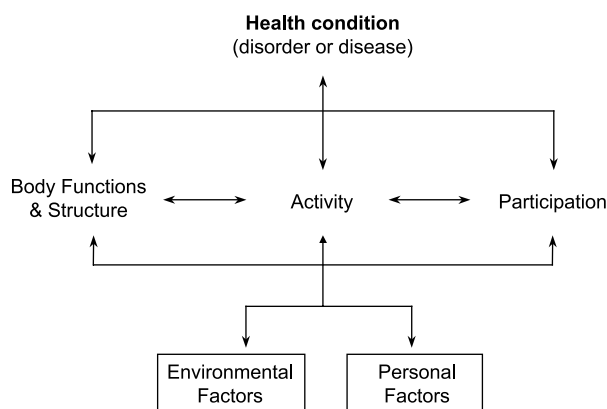 Health condition
(disorder or disease)
Body Functions
& Structure
Activity
Participation
Environmental
Factors
Personal
Factors